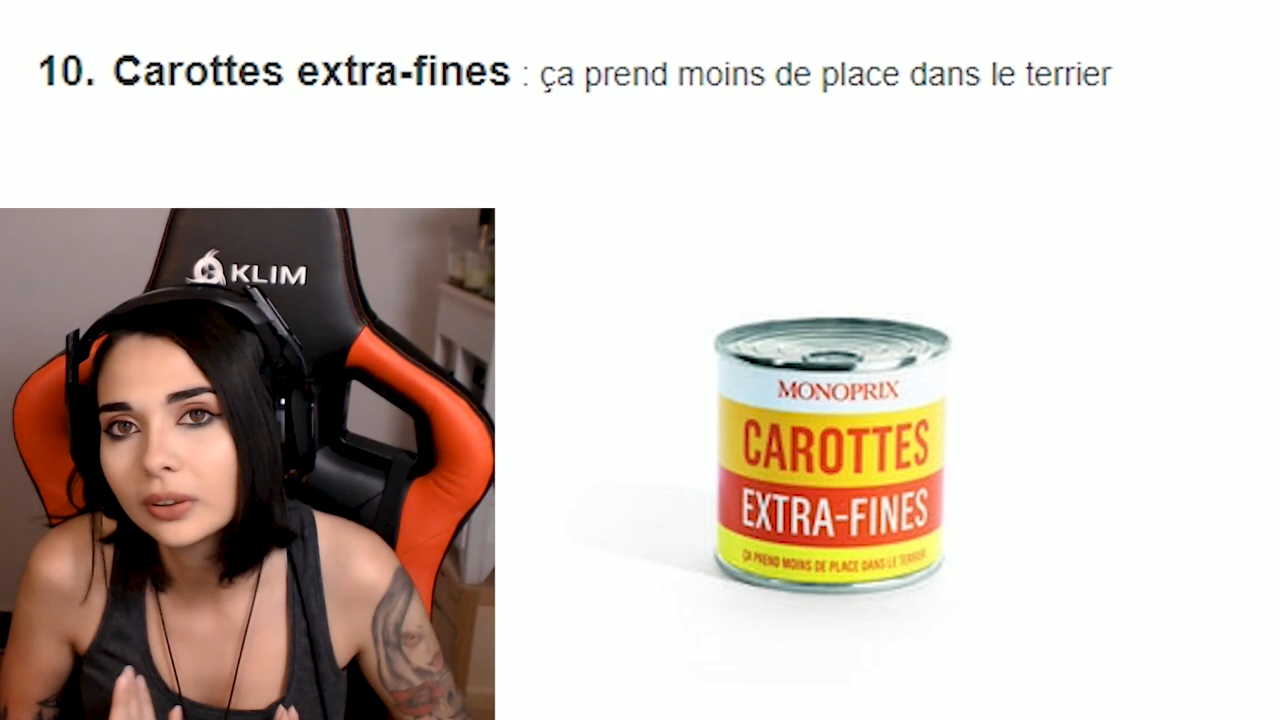 10. Carottes extra-fines : ça prend moins de place dans le terrier
KLIM
MONOPRIX
CAROTTES
EXTRA-FINES
ÇA PREND MOINS DE PLACE DANS LE TERRIER